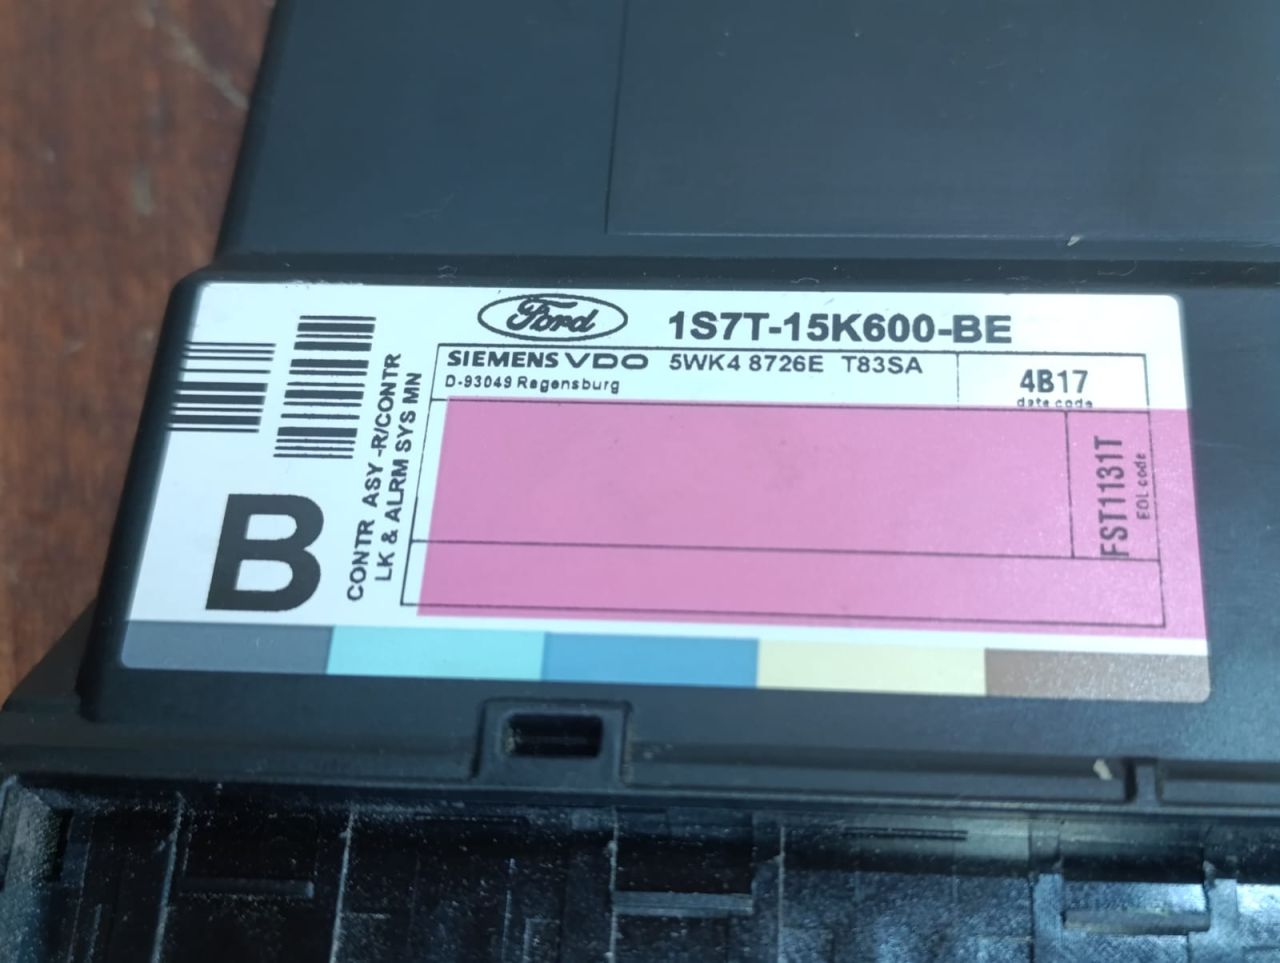 Ford
1S7T-15K600-BE
SIEMENS VDO 5WK4 8726E T83SA
D-93049 Regensburg
4B17
date code
FST1131T
EOL code
CONTR ASY -R/CONTR
LK & ALRM SYS MN
B